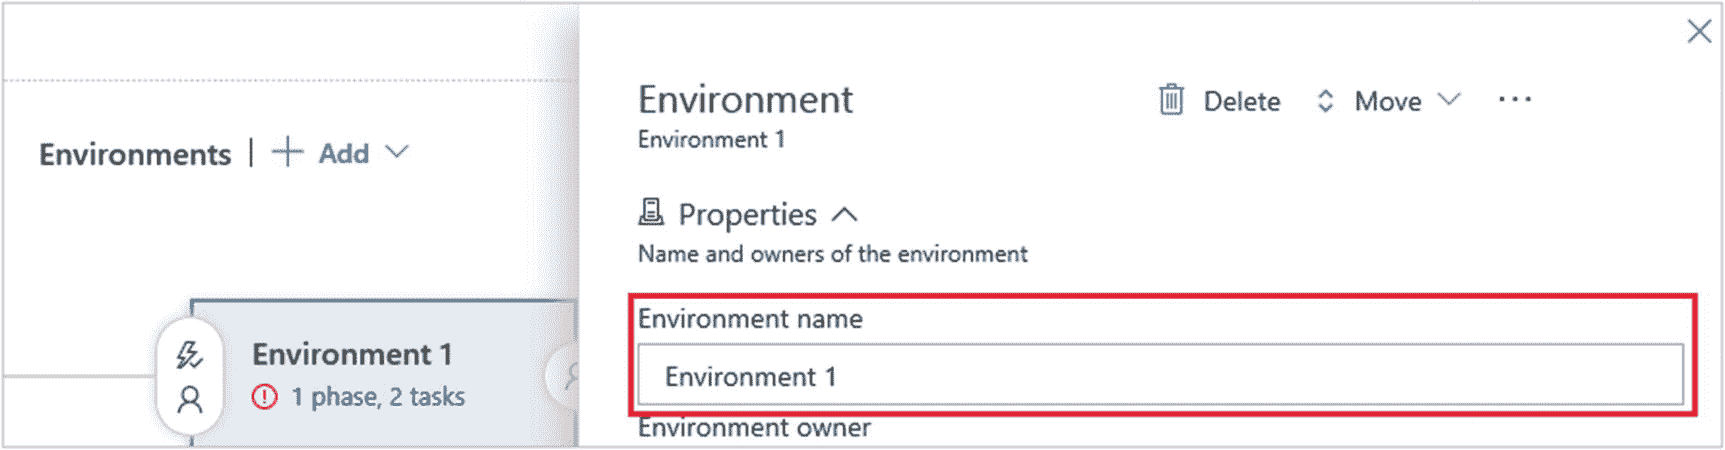 Environments | + Add
Environment 1
1 phase, 2 tasks
Environment
Environment 1
Delete
Move
...
Properties
Name and owners of the environment
Environment name
Environment 1
Environment owner